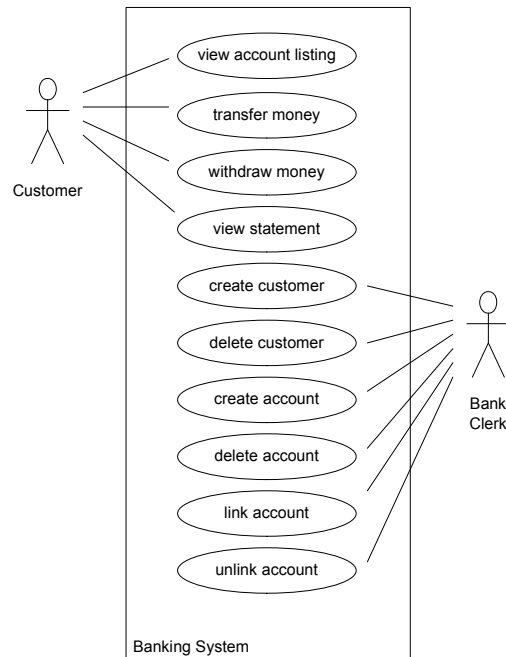 view account listing
transfer money
withdraw money
Customer
view statement
create customer
delete customer
create account
Bank
Clerk
delete account
link account
unlink account
Banking System